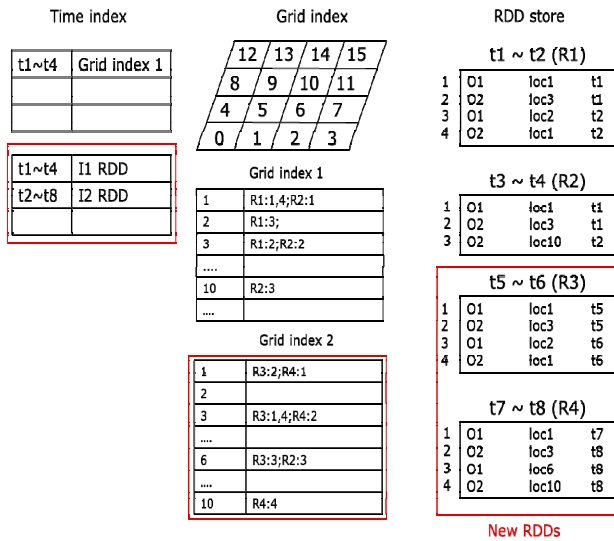 Time index
t1~t4 Grid index 1
t1~t4 I1 RDD
t2~t8 I2 RDD
Grid index
12 13 14 15
8 9 10 11
4 5 6 7
0 1 2 3
Grid index 1
1 R1:1,4;R2:1
2 R1:3;
3 R1:2;R2:2
....
10 R2:3
....
Grid index 2
1 R3:2;R4:1
2
3 R3:1,4;R4:2
....
6 R3:3;R2:3
....
10 R4:4
RDD store
t1 ~ t2 (R1)
1 O1 loc1 t1
2 O2 loc3 t1
3 O1 loc2 t2
4 O2 loc1 t2
t3 ~ t4 (R2)
1 O1 loc1 t1
2 O2 loc3 t1
3 O2 loc10 t2
t5 ~ t6 (R3)
1 O1 loc1 t5
2 O2 loc3 t5
3 O1 loc2 t6
4 O2 loc1 t6
t7 ~ t8 (R4)
1 O1 loc1 t7
2 O2 loc3 t8
3 O1 loc6 t8
4 O2 loc10 t8
New RDDs